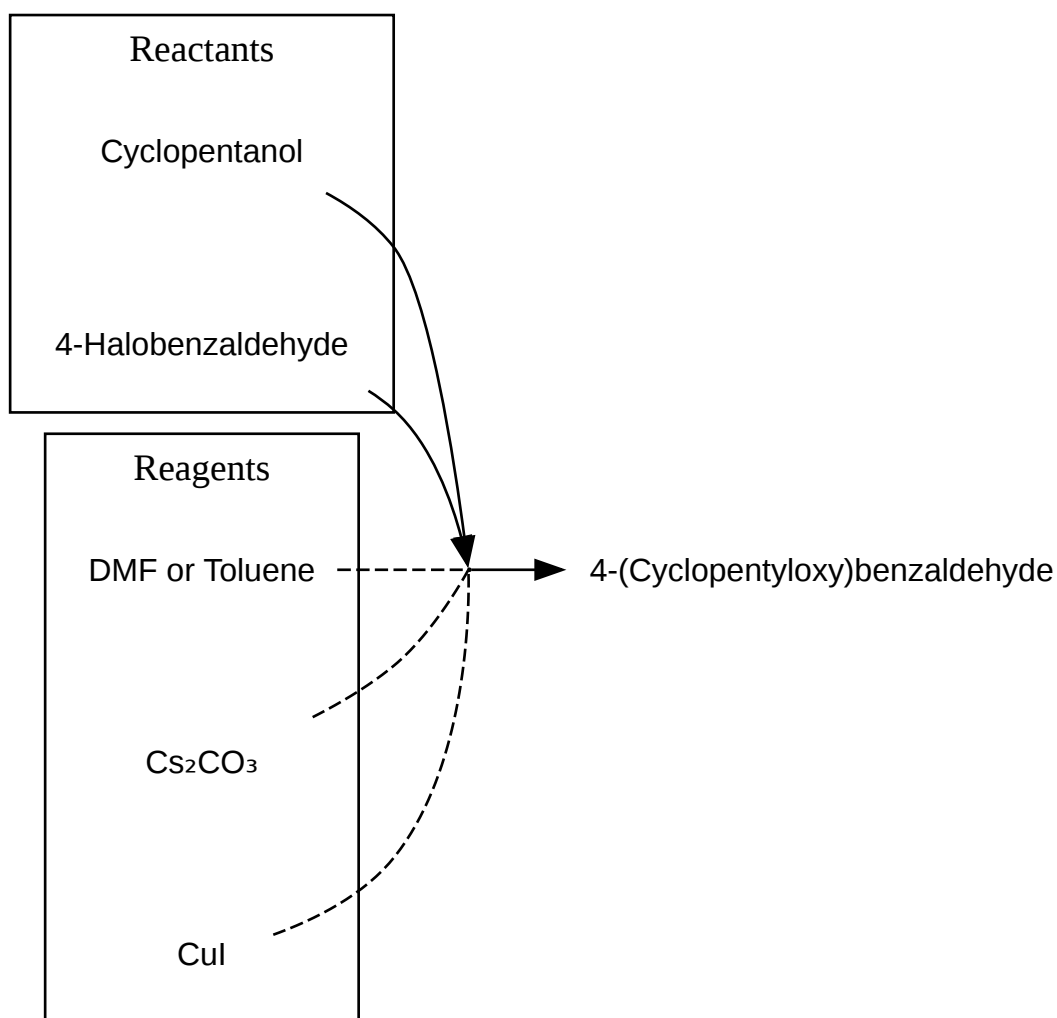 Reactants
Cyclopentanol
4-Halobenzaldehyde
Reagents
DMF or Toluene
4-(Cyclopentyloxy)benzaldehyde
Cs₂CO₃
CuI